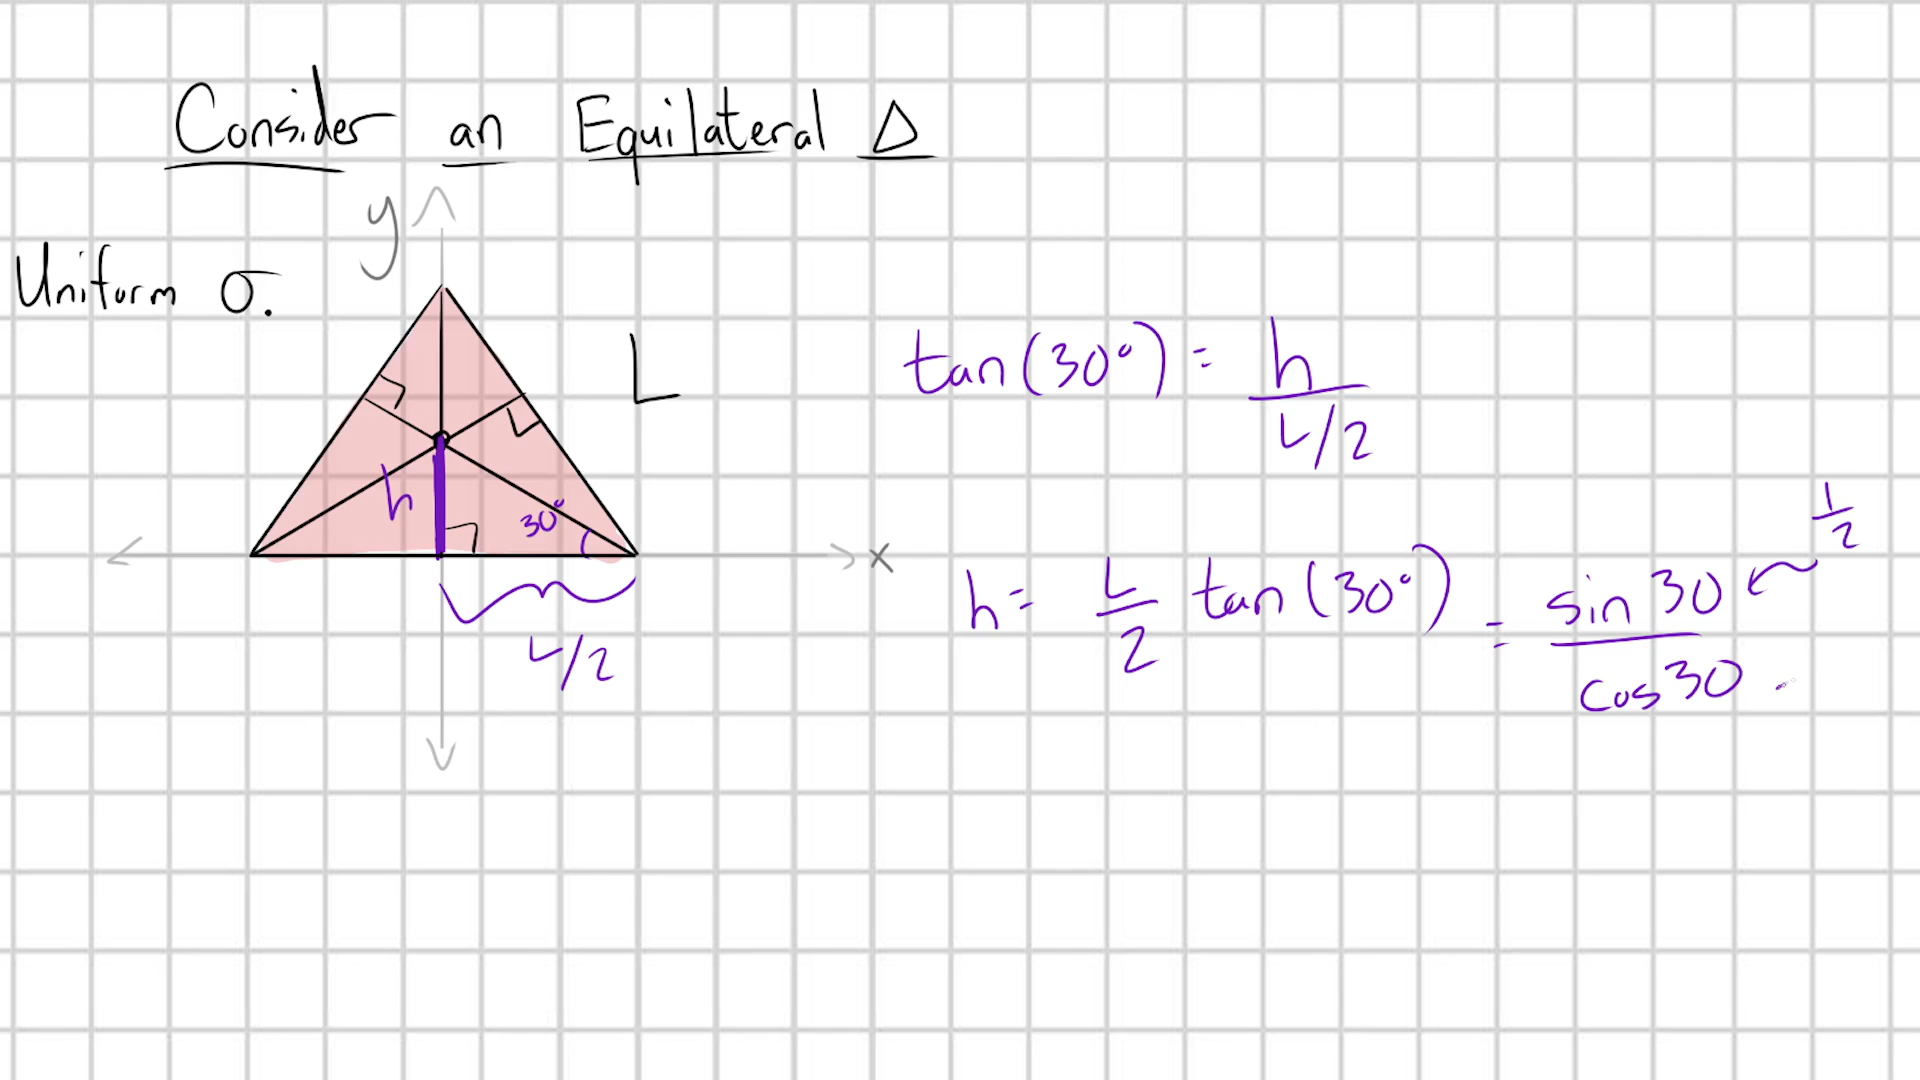 Consider an Equilateral Δ
y
Uniform σ.
L
h
30°
x
L/2
tan(30°) = h / L/2
h = L/2 tan(30°) = sin 30 / cos 30
1/2